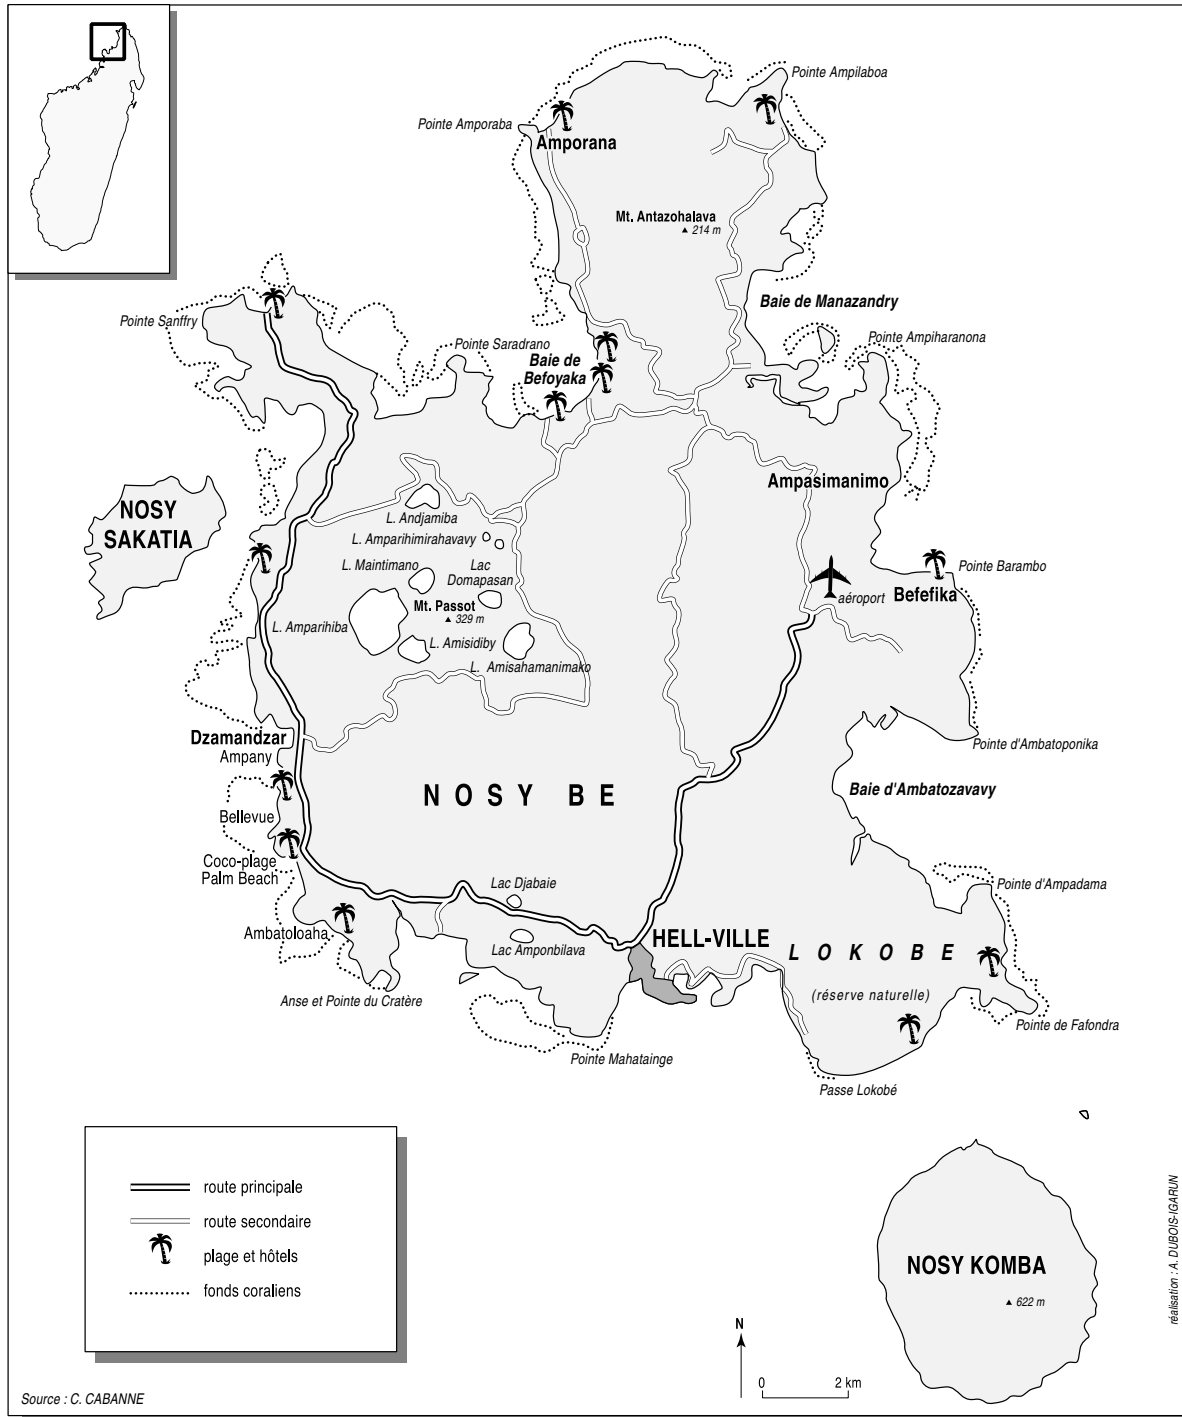 Pointe Ampilaboa
Pointe Amporaba
Amporana
Mt. Antazohalava
▲ 214 m
Baie de Manazandry
Pointe Sanffry
Pointe Saradrano
Pointe Ampiharanona
Baie de
Befoyaka
Ampasimanimo
NOSY
SAKATIA
L. Andjamiba
L. Amparihimirahavavy
L. Maintimano
Lac
Domapasan
Pointe Barambo
aéroport
Befefika
Mt. Passot
▲ 329 m
L. Amparihiba
L. Amisidiby
L. Amisahamanimako
Dzamandzar
Ampany
Pointe d'Ambatoponika
NOSY BE
Baie d'Ambatozavavy
Bellevue
Coco-plage
Palm Beach
Lac Djabaie
Pointe d'Ampadama
Ambatoloaha
HELL-VILLE
LOKOBE
Lac Amponbilava
(réserve naturelle)
Anse et Pointe du Cratère
Pointe de Fafondra
Pointe Mahatainge
Passe Lokobé
route principale
route secondaire
plage et hôtels
fonds coraliens
NOSY KOMBA
▲ 622 m
N
0 2 km
Source : C. CABANNE
réalisation : A. DUBOIS-IGARUN